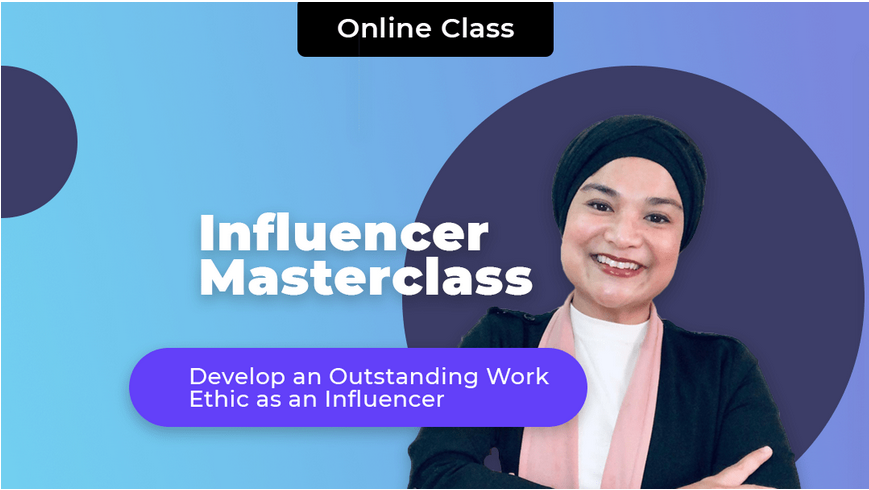 Online Class
Influencer
Masterclass
Develop an Outstanding Work
Ethic as an Influencer